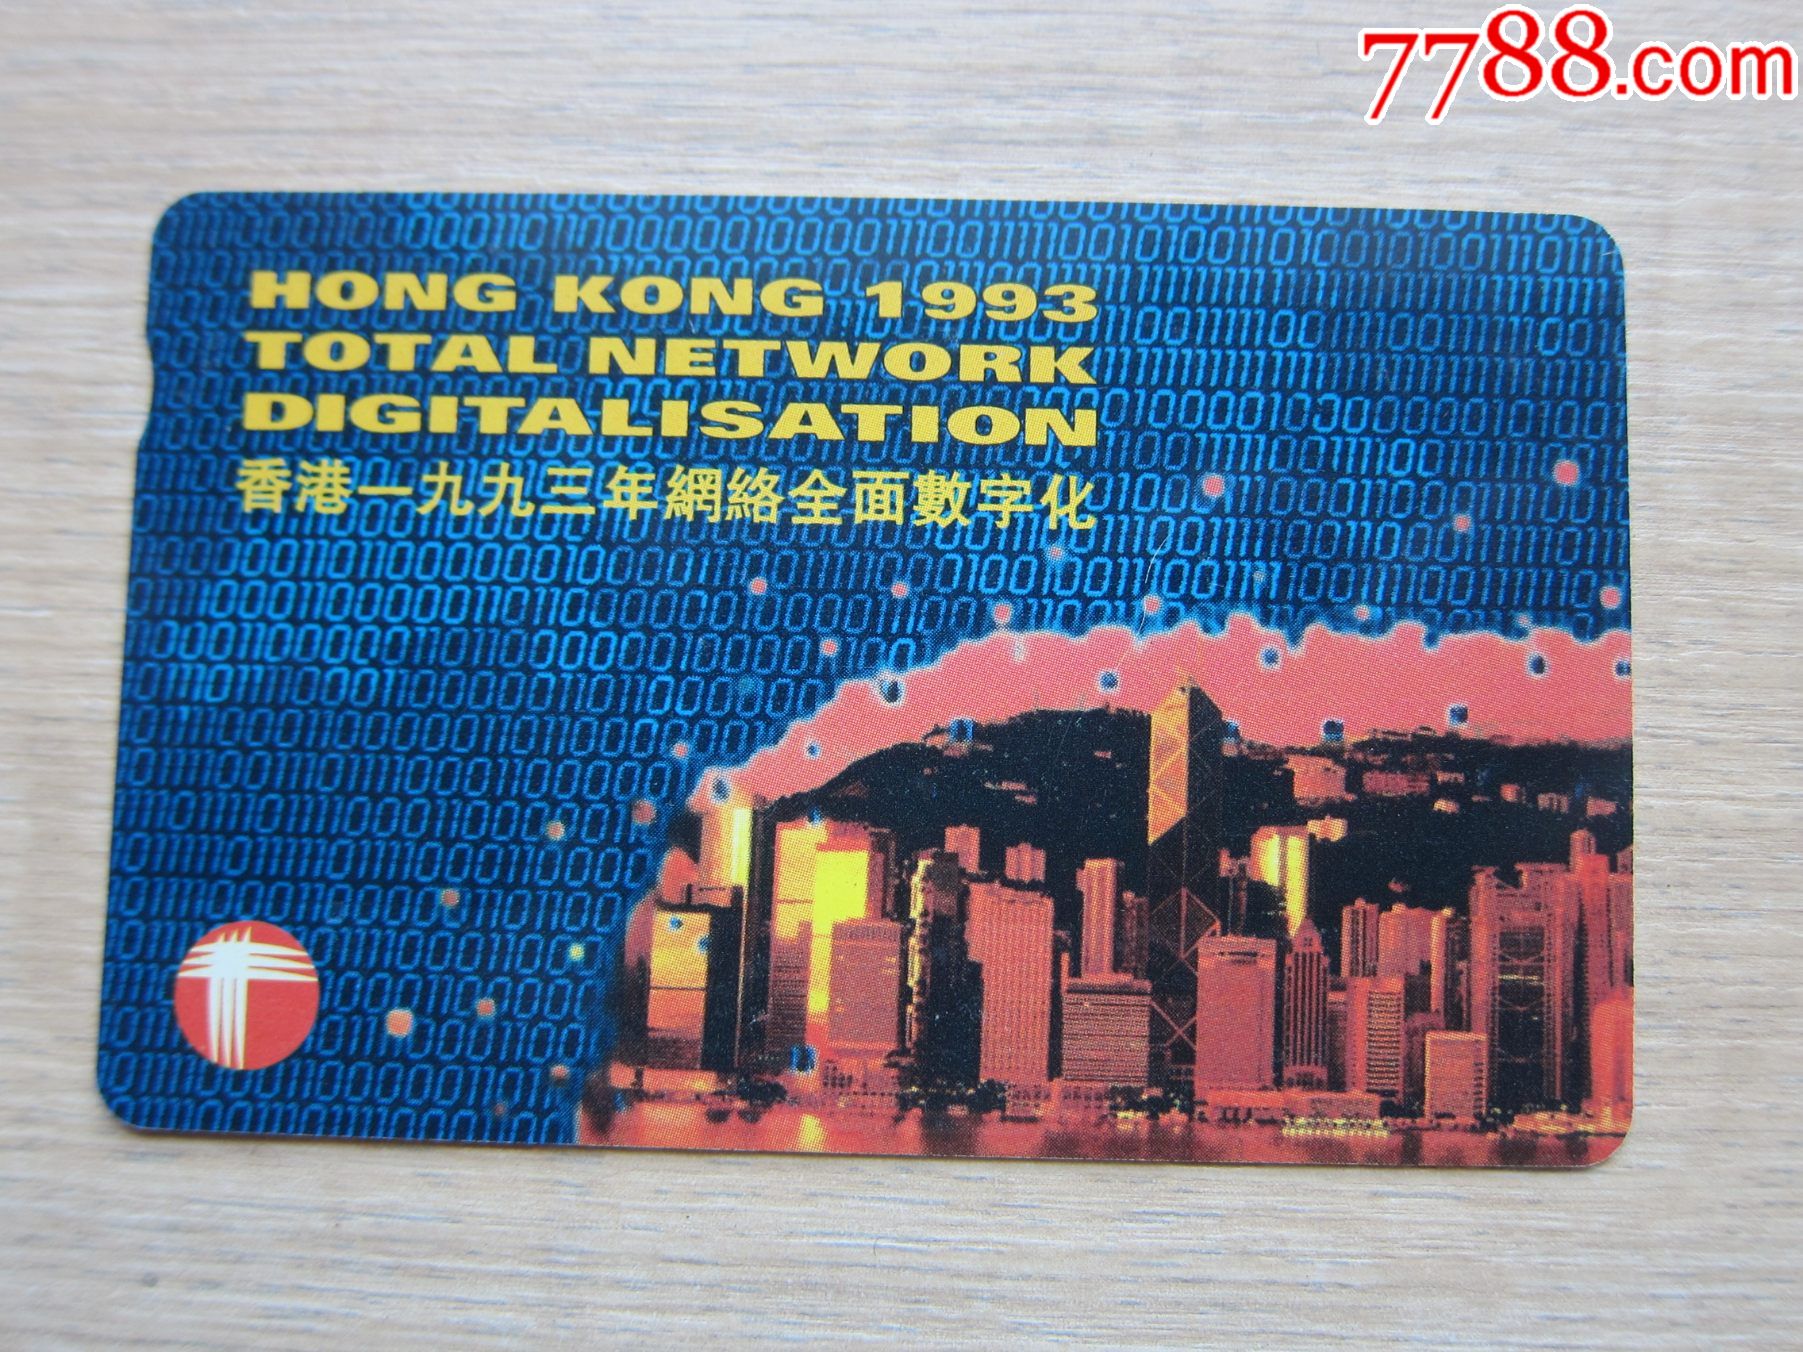 7788.com
HONG KONG 1993
TOTAL NETWORK
DIGITALISATION
香港一九九三年網絡全面數字化